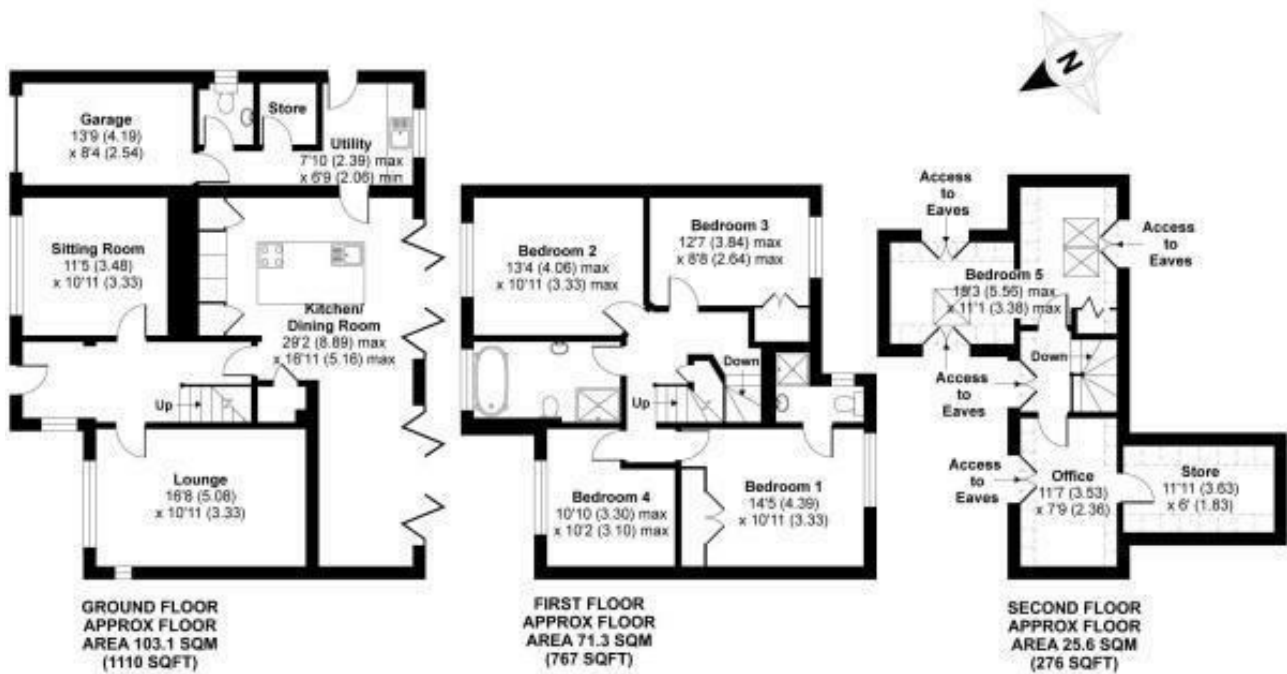 N
Garage
13'9 (4.19)
x 8'4 (2.54)
Store
Utility
7'10 (2.39) max
x 6'9 (2.06) min
Sitting Room
11'5 (3.48)
x 10'11 (3.33)
Kitchen/
Dining Room
29'2 (8.89) max
x 16'11 (5.16) max
Up
Lounge
16'8 (5.08)
x 10'11 (3.33)
GROUND FLOOR
APPROX FLOOR
AREA 103.1 SQM
(1110 SQFT)
Bedroom 2
13'4 (4.06) max
x 10'11 (3.33) max
Bedroom 3
12'7 (3.84) max
x 8'8 (2.64) max
Down
Up
Bedroom 4
10'10 (3.30) max
x 10'2 (3.10) max
Bedroom 1
14'5 (4.39)
x 10'11 (3.33)
FIRST FLOOR
APPROX FLOOR
AREA 71.3 SQM
(767 SQFT)
Access
to
Eaves
Access
to
Eaves
Bedroom 5
18'3 (5.56) max
x 11'1 (3.38) max
Down
Access
to
Eaves
Access
to
Eaves
Office
11'7 (3.53)
x 7'9 (2.36)
Store
11'11 (3.63)
x 6' (1.83)
SECOND FLOOR
APPROX FLOOR
AREA 25.6 SQM
(276 SQFT)